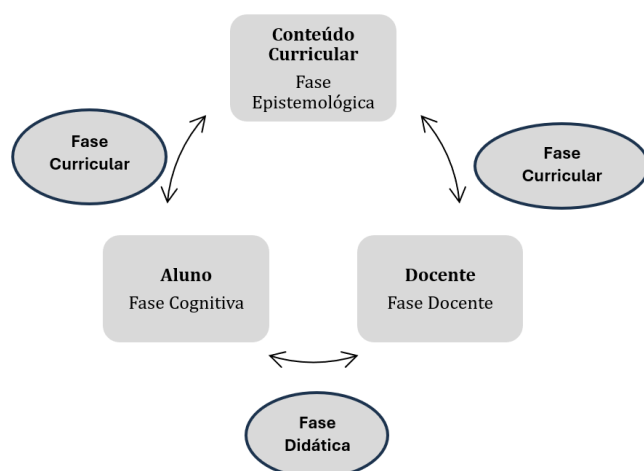 Conteúdo
Curricular
Fase
Epistemológica
Fase
Curricular
Fase
Curricular
Aluno
Fase Cognitiva
Docente
Fase Docente
Fase
Didática